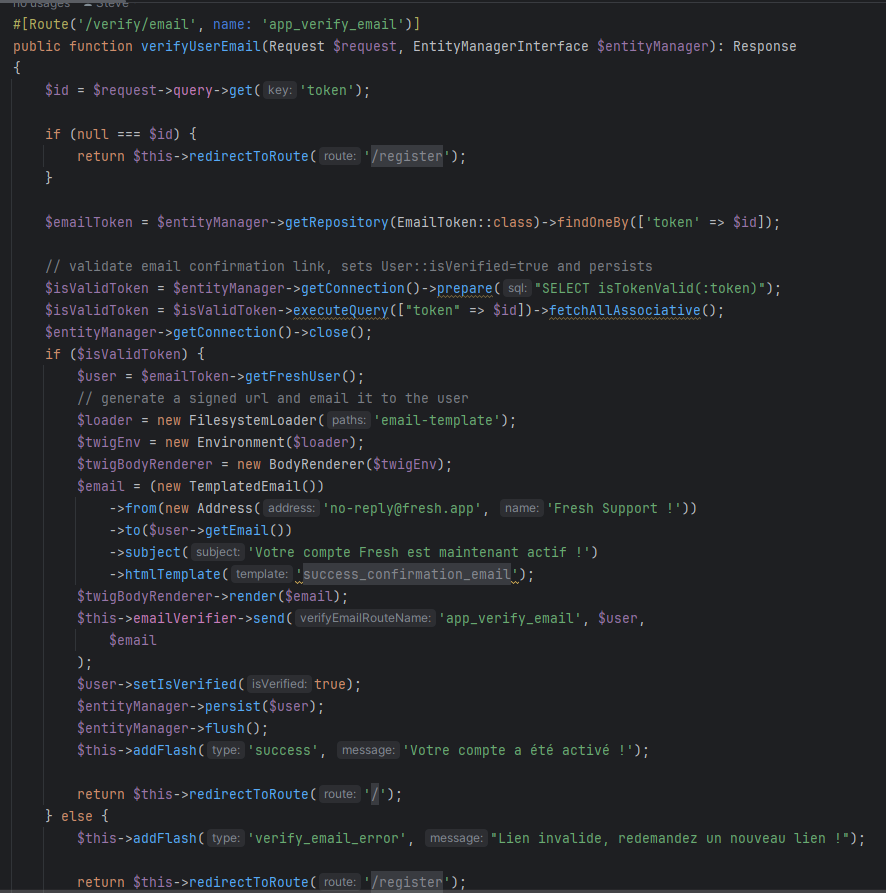 no usages Steve
#[Route('/verify/email', name: 'app_verify_email')]
public function verifyUserEmail(Request $request, EntityManagerInterface $entityManager): Response
{
    $id = $request->query->get( key: 'token');
    if (null === $id) {
        return $this->redirectToRoute( route: '/register');
    }
    $emailToken = $entityManager->getRepository(EmailToken::class)->findOneBy(['token' => $id]);
    // validate email confirmation link, sets User::isVerified=true and persists
    $isValidToken = $entityManager->getConnection()->prepare( sql: "SELECT isTokenValid(:token)");
    $isValidToken = $isValidToken->executeQuery(["token" => $id])->fetchAllAssociative();
    $entityManager->getConnection()->close();
    if ($isValidToken) {
        $user = $emailToken->getFreshUser();
        // generate a signed url and email it to the user
        $loader = new FilesystemLoader( paths: 'email-template');
        $twigEnv = new Environment($loader);
        $twigBodyRenderer = new BodyRenderer($twigEnv);
        $email = (new TemplatedEmail())
            ->from(new Address( address: 'no-reply@fresh.app', name: 'Fresh Support !'))
            ->to($user->getEmail())
            ->subject( subject: 'Votre compte Fresh est maintenant actif !')
            ->htmlTemplate( template: 'success_confirmation_email');
        $twigBodyRenderer->render($email);
        $this->emailVerifier->send( verifyEmailRouteName: 'app_verify_email', $user,
            $email
        );
        $user->setIsVerified( isVerified: true);
        $entityManager->persist($user);
        $entityManager->flush();
        $this->addFlash( type: 'success', message: 'Votre compte a été activé !');
        return $this->redirectToRoute( route: '/');
    } else {
        $this->addFlash( type: 'verify_email_error', message: "Lien invalide, redemandez un nouveau lien !");
        return $this->redirectToRoute( route: '/register');